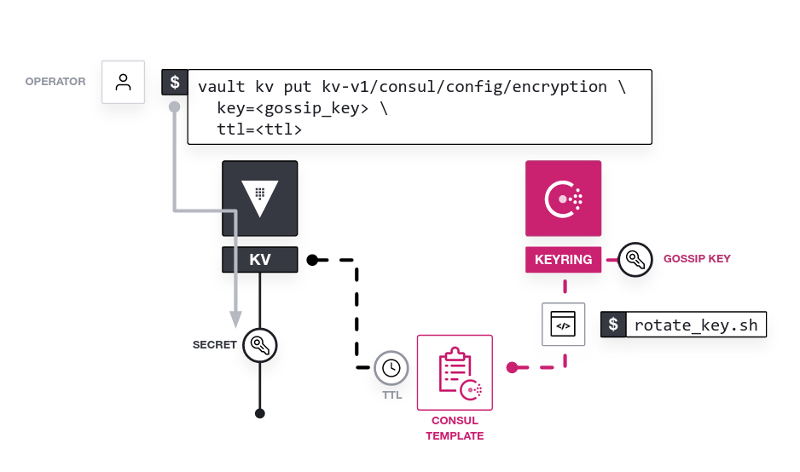 OPERATOR
$
vault kv put kv-v1/consul/config/encryption \
key=<gossip_key> \
ttl=<ttl>
KV
KEYRING
GOSSIP KEY
</>
$ rotate_key.sh
SECRET
TTL
CONSUL
TEMPLATE